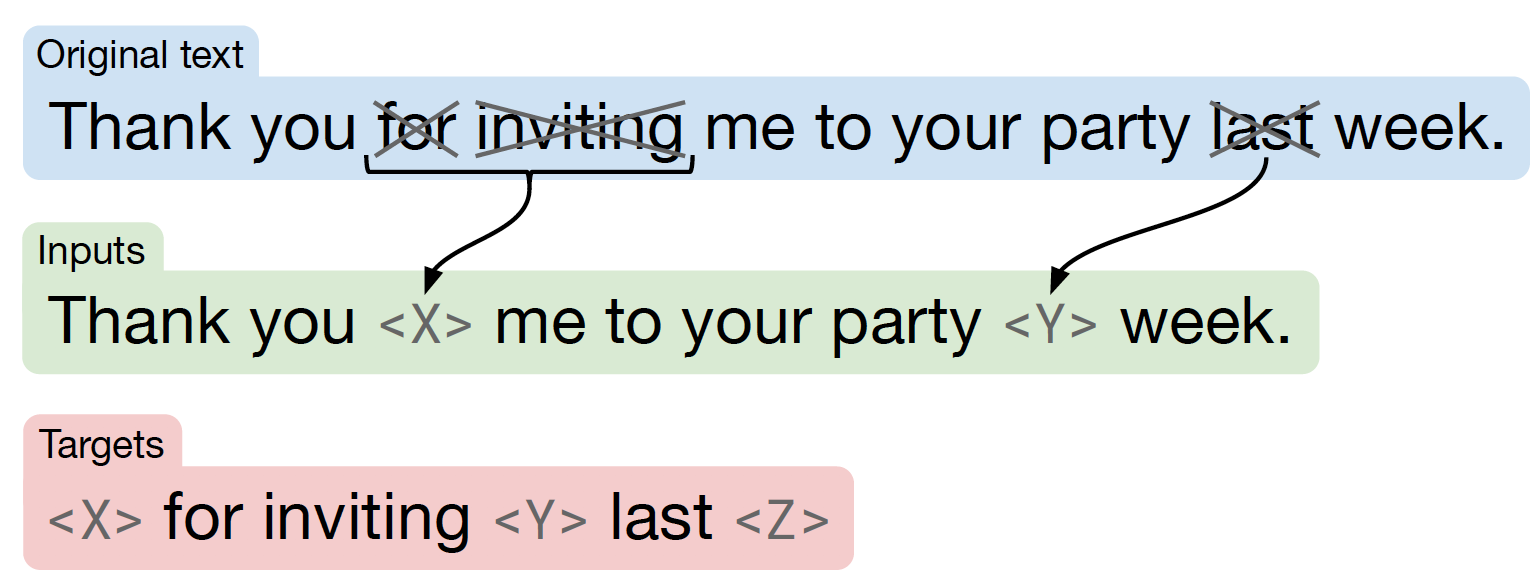 Original text
Thank you for inviting me to your party last week.
Inputs
Thank you <X> me to your party <Y> week.
Targets
<X> for inviting <Y> last <Z>